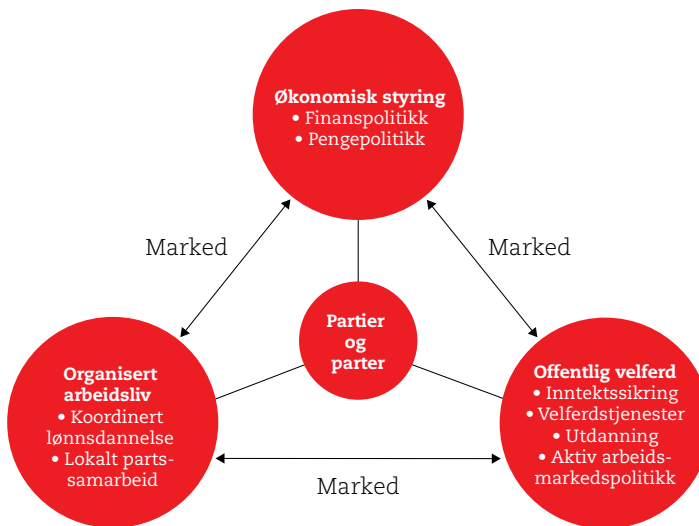 Økonomisk styring
• Finanspolitikk
• Pengepolitikk
Marked
Marked
Partier
og
parter
Organisert
arbeidsliv
• Koordinert
lønnsdannelse
• Lokalt parts-
samarbeid
Offentlig velferd
• Inntektssikring
• Velferdstjenester
• Utdanning
• Aktiv arbeids-
markedspolitikk
Marked